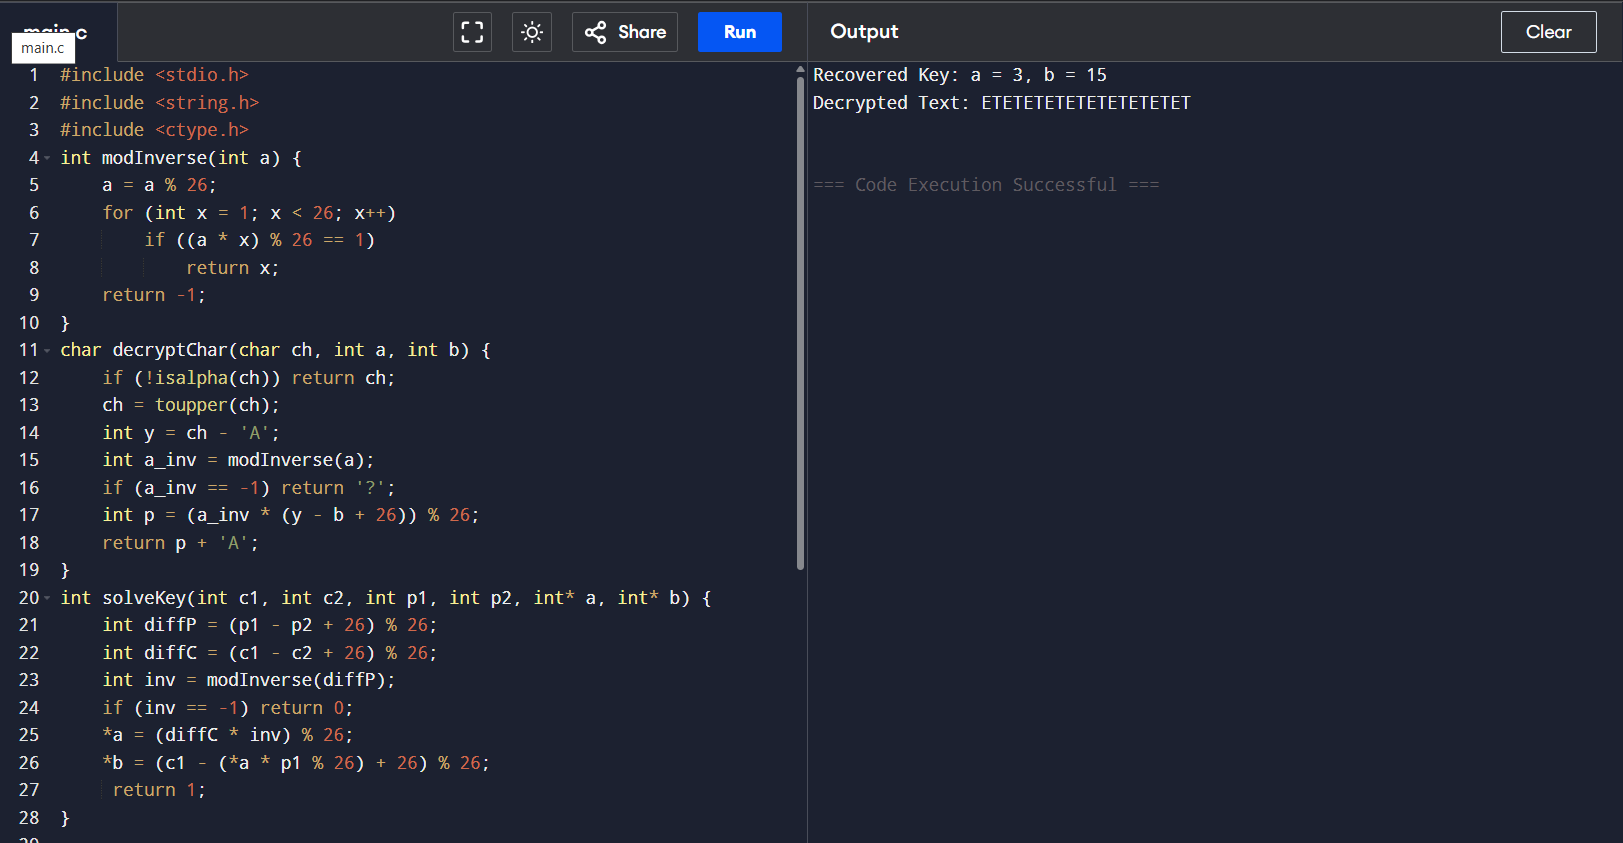 main.c
main.c
Share
Run
Output
Clear
1 #include <stdio.h>
2 #include <string.h>
3 #include <ctype.h>
4 int modInverse(int a) {
5     a = a % 26;
6     for (int x = 1; x < 26; x++)
7         if ((a * x) % 26 == 1)
8             return x;
9     return -1;
10 }
11 char decryptChar(char ch, int a, int b) {
12     if (!isalpha(ch)) return ch;
13     ch = toupper(ch);
14     int y = ch - 'A';
15     int a_inv = modInverse(a);
16     if (a_inv == -1) return '?';
17     int p = (a_inv * (y - b + 26)) % 26;
18     return p + 'A';
19 }
20 int solveKey(int c1, int c2, int p1, int p2, int* a, int* b) {
21     int diffP = (p1 - p2 + 26) % 26;
22     int diffC = (c1 - c2 + 26) % 26;
23     int inv = modInverse(diffP);
24     if (inv == -1) return 0;
25     *a = (diffC * inv) % 26;
26     *b = (c1 - (*a * p1 % 26) + 26) % 26;
27      return 1;
28 }
Recovered Key: a = 3, b = 15
Decrypted Text: ETETETETETETETETETET
=== Code Execution Successful ===